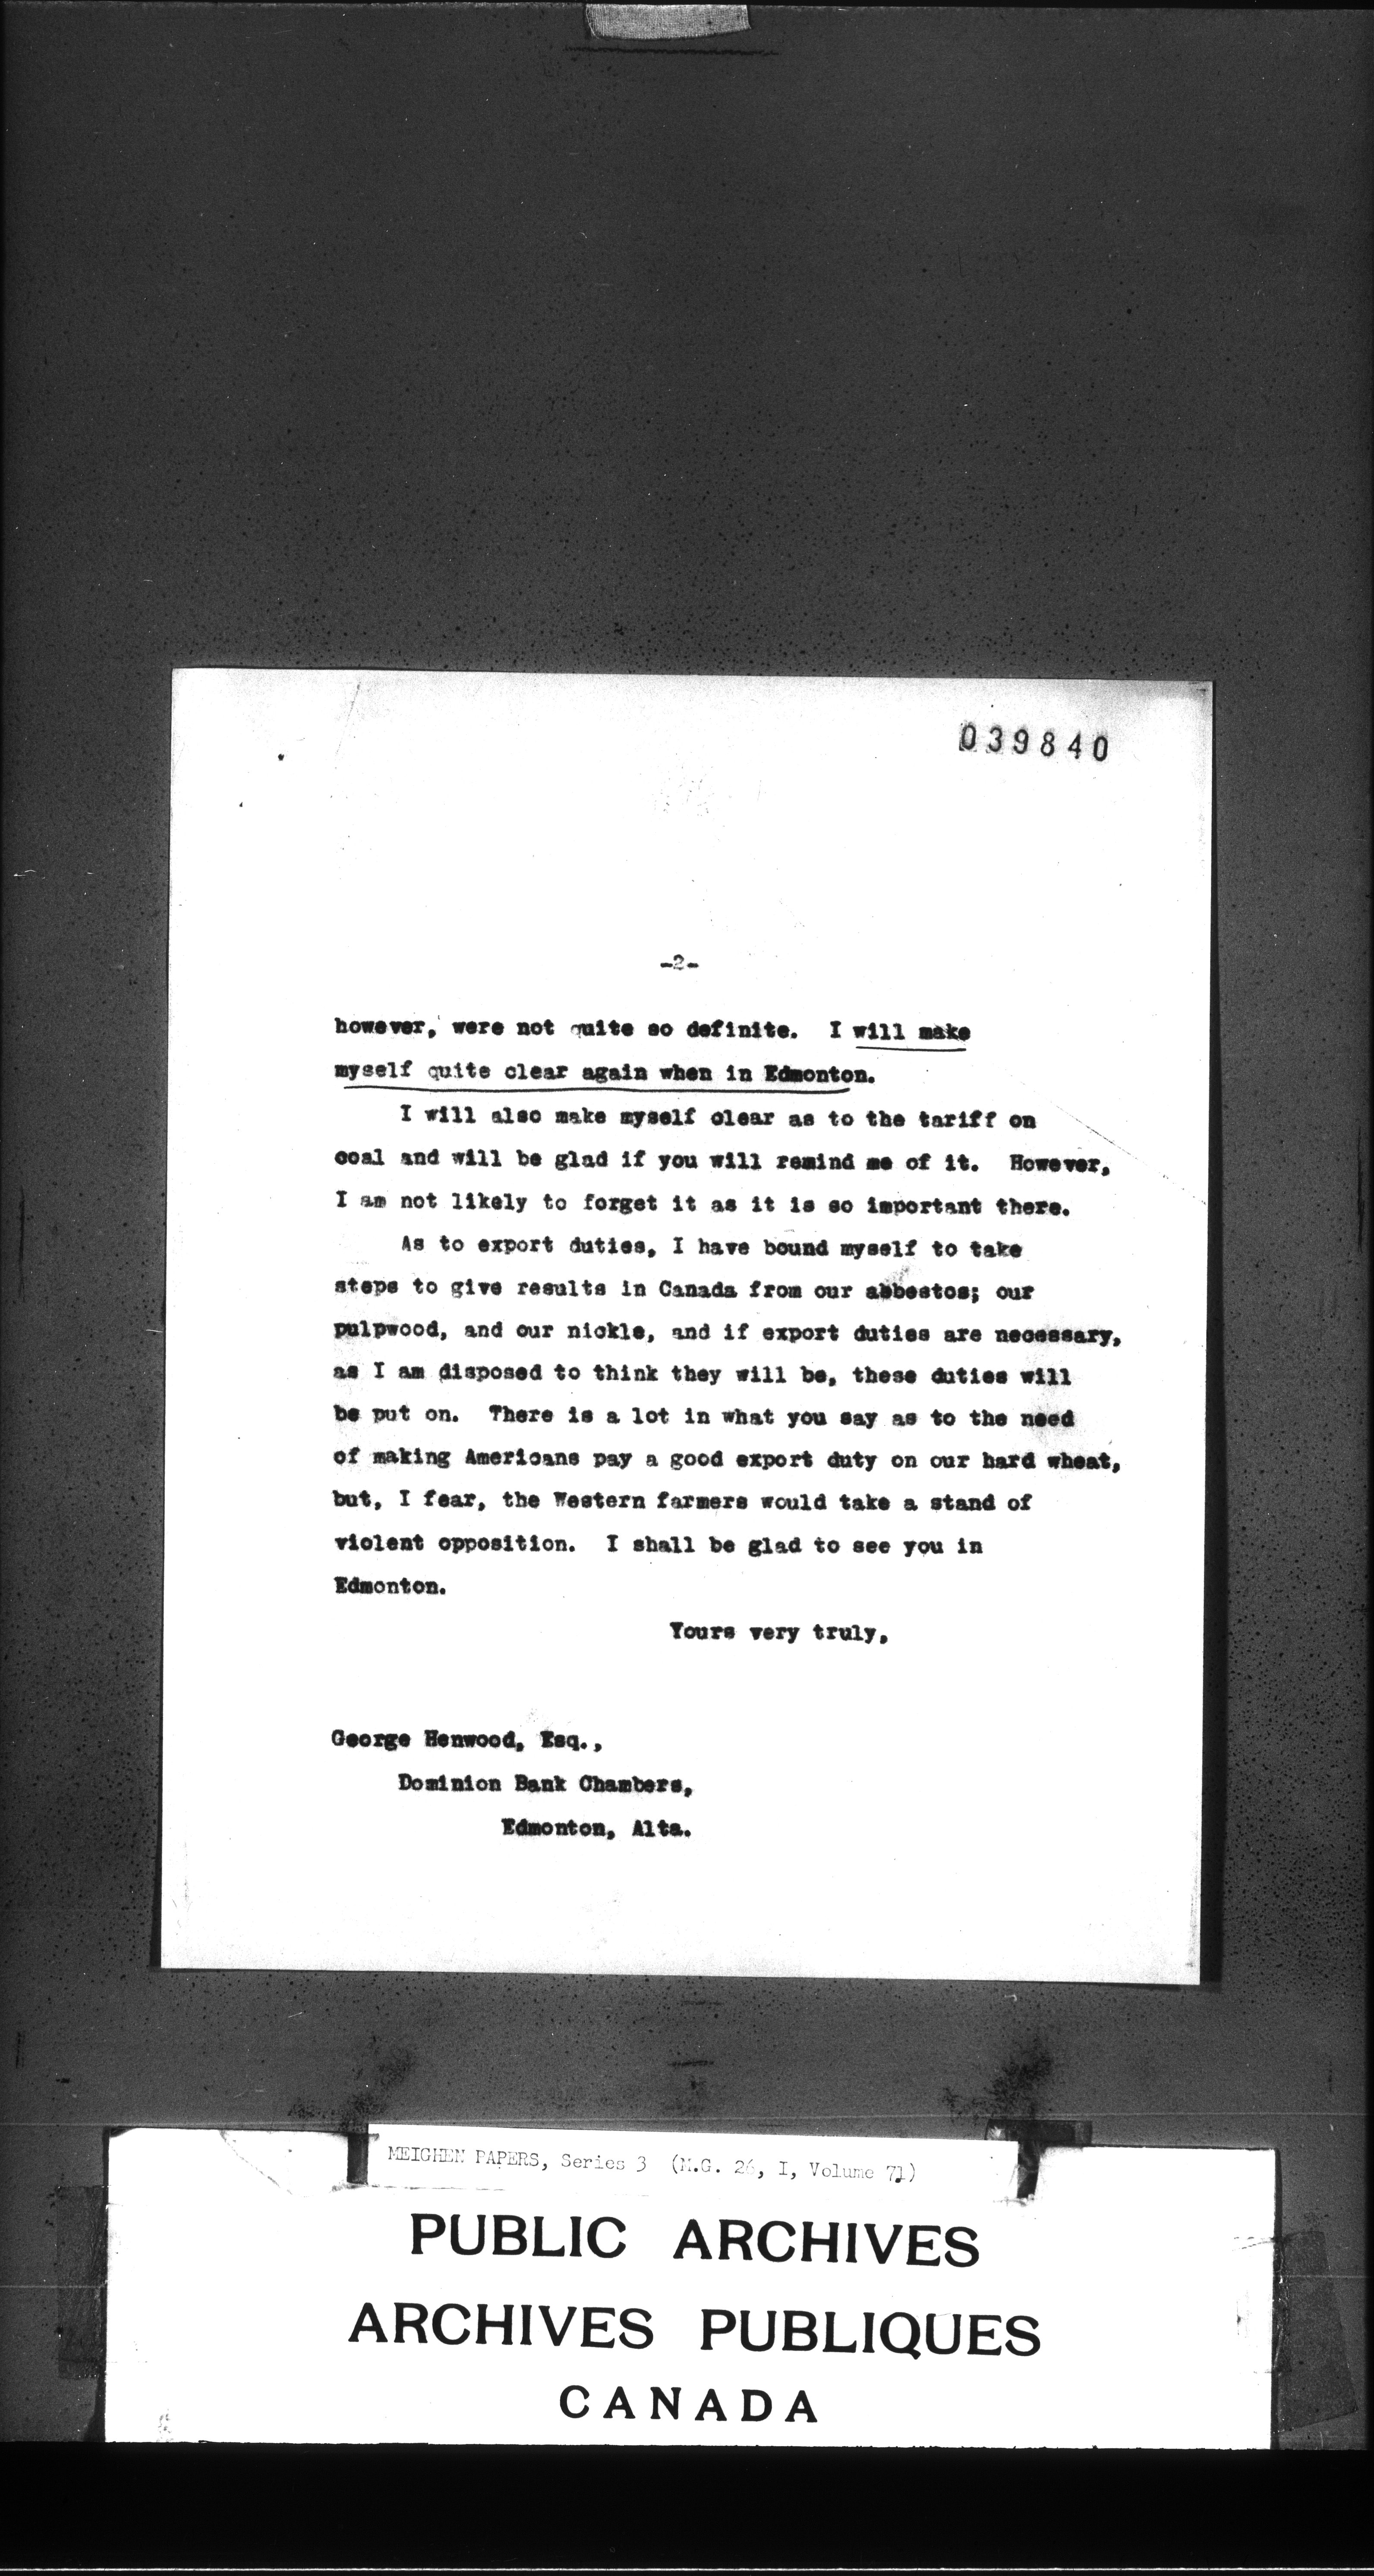 039840
-2-
however, were not quite so definite. I will make
myself quite clear again when in Edmonton.
I will also make myself clear as to the tariff on
coal and will be glad if you will remind me of it. However,
I am not likely to forget it as it is so important there.
As to export duties, I have bound myself to take
steps to give results in Canada from our abbestos; our
pulpwood, and our nickle, and if export duties are necessary,
as I am disposed to think they will be, these duties will
be put on. There is a lot in what you say as to the need
of making Americans pay a good export duty on our hard wheat,
but, I fear, the Western farmers would take a stand of
violent opposition. I shall be glad to see you in
Edmonton.
Yours very truly,
George Henwood, Esq.,
Dominion Bank Chambers,
Edmonton, Alta.
MEIGHEN PAPERS, Series 3 (M.G. 26, I, Volume 71)
PUBLIC ARCHIVES
ARCHIVES PUBLIQUES
CANADA